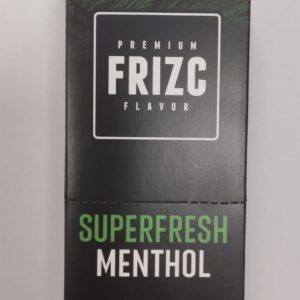 PREMIUM
FRIZC
FLAVOR
SUPERFRESH
MENTHOL